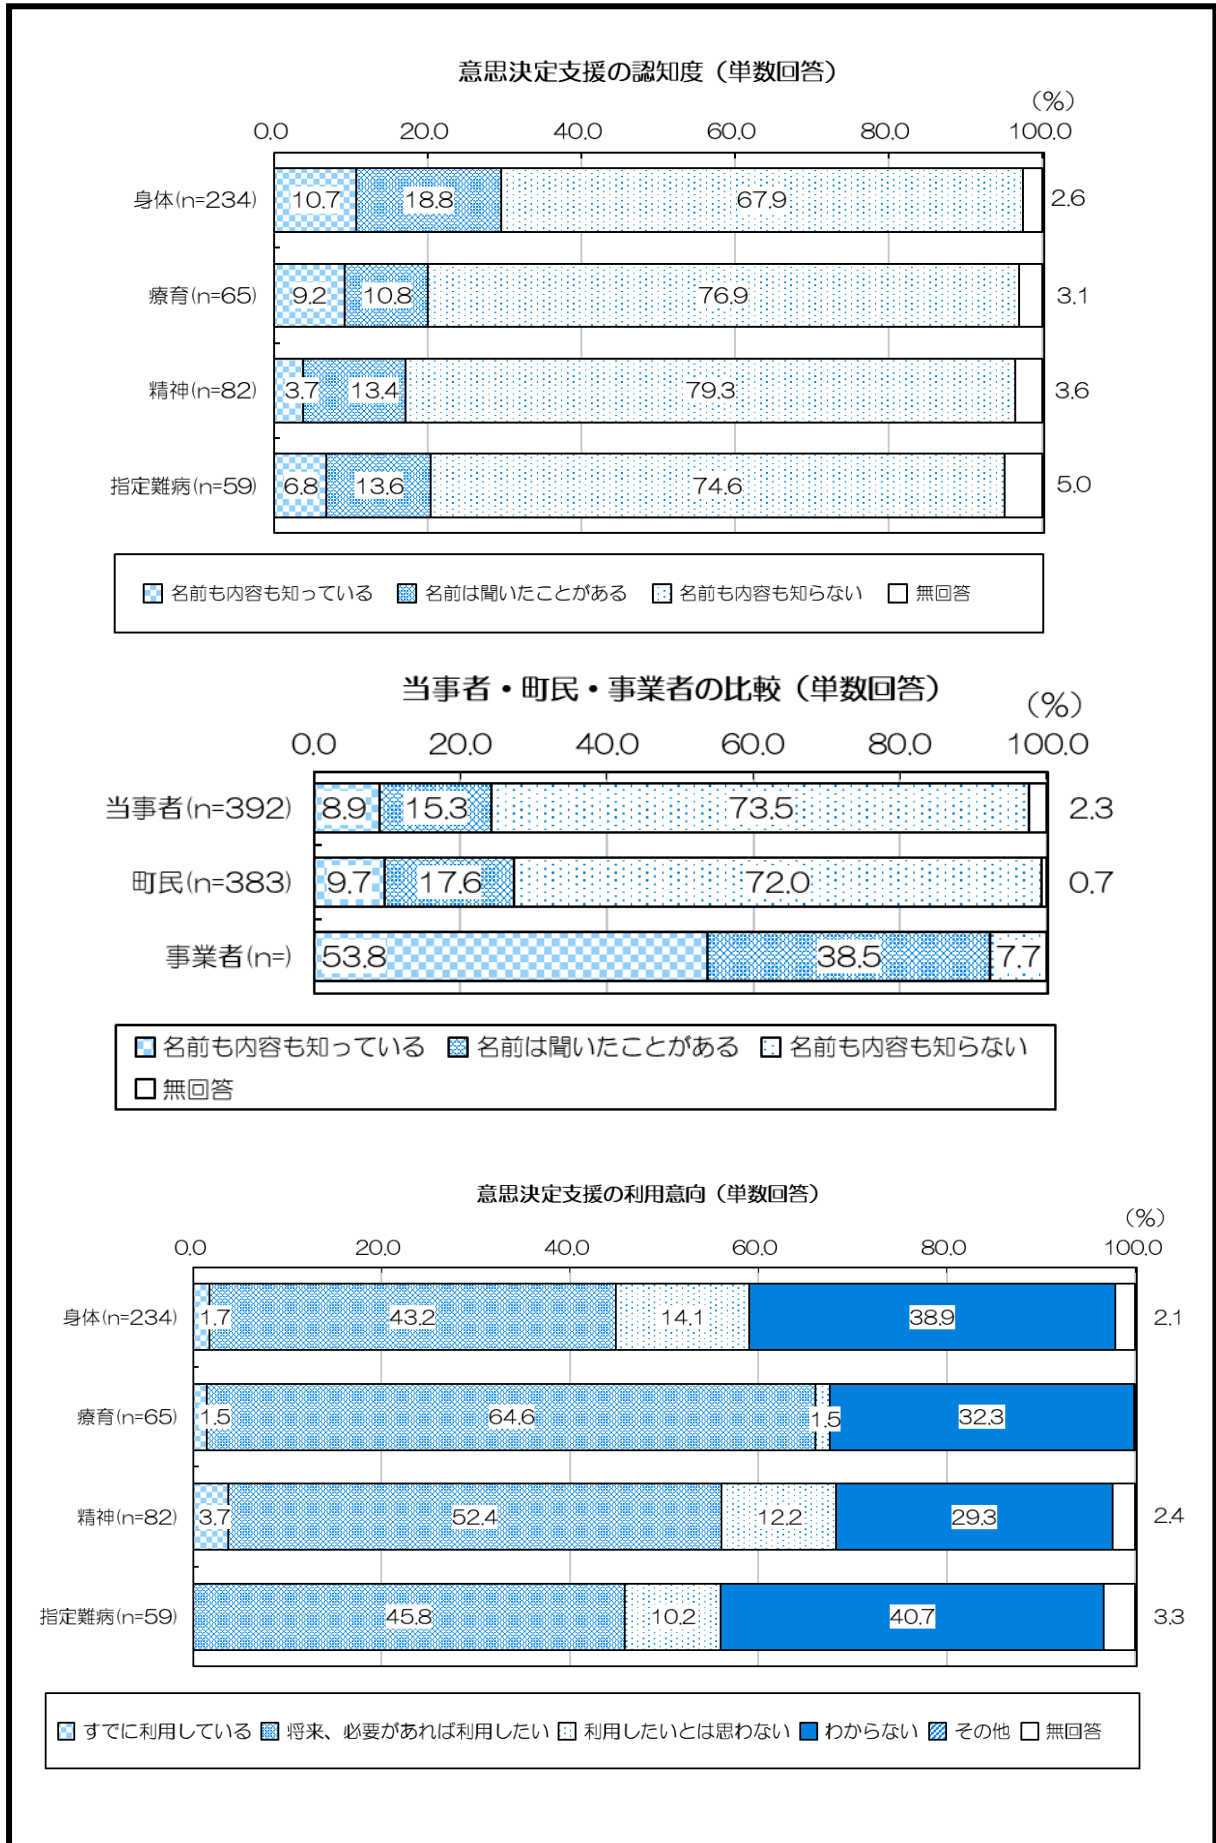 意思決定支援の認知度（単数回答）
(%)
0.0 20.0 40.0 60.0 80.0 100.0
身体(n=234) 10.7 18.8 67.9 2.6
療育(n=65) 9.2 10.8 76.9 3.1
精神(n=82) 3.7 13.4 79.3 3.6
指定難病(n=59) 6.8 13.6 74.6 5.0
名前も内容も知っている 名前は聞いたことがある 名前も内容も知らない 無回答
当事者・町民・事業者の比較（単数回答）
(%)
0.0 20.0 40.0 60.0 80.0 100.0
当事者(n=392) 8.9 15.3 73.5 2.3
町民(n=383) 9.7 17.6 72.0 0.7
事業者(n=) 53.8 38.5 7.7
名前も内容も知っている 名前は聞いたことがある 名前も内容も知らない
無回答
意思決定支援の利用意向（単数回答）
(%)
0.0 20.0 40.0 60.0 80.0 100.0
身体(n=234) 1.7 43.2 14.1 38.9 2.1
療育(n=65) 1.5 64.6 1.5 32.3
精神(n=82) 3.7 52.4 12.2 29.3 2.4
指定難病(n=59) 45.8 10.2 40.7 3.3
すでに利用している 将来、必要があれば利用したい 利用したいとは思わない わからない その他 無回答